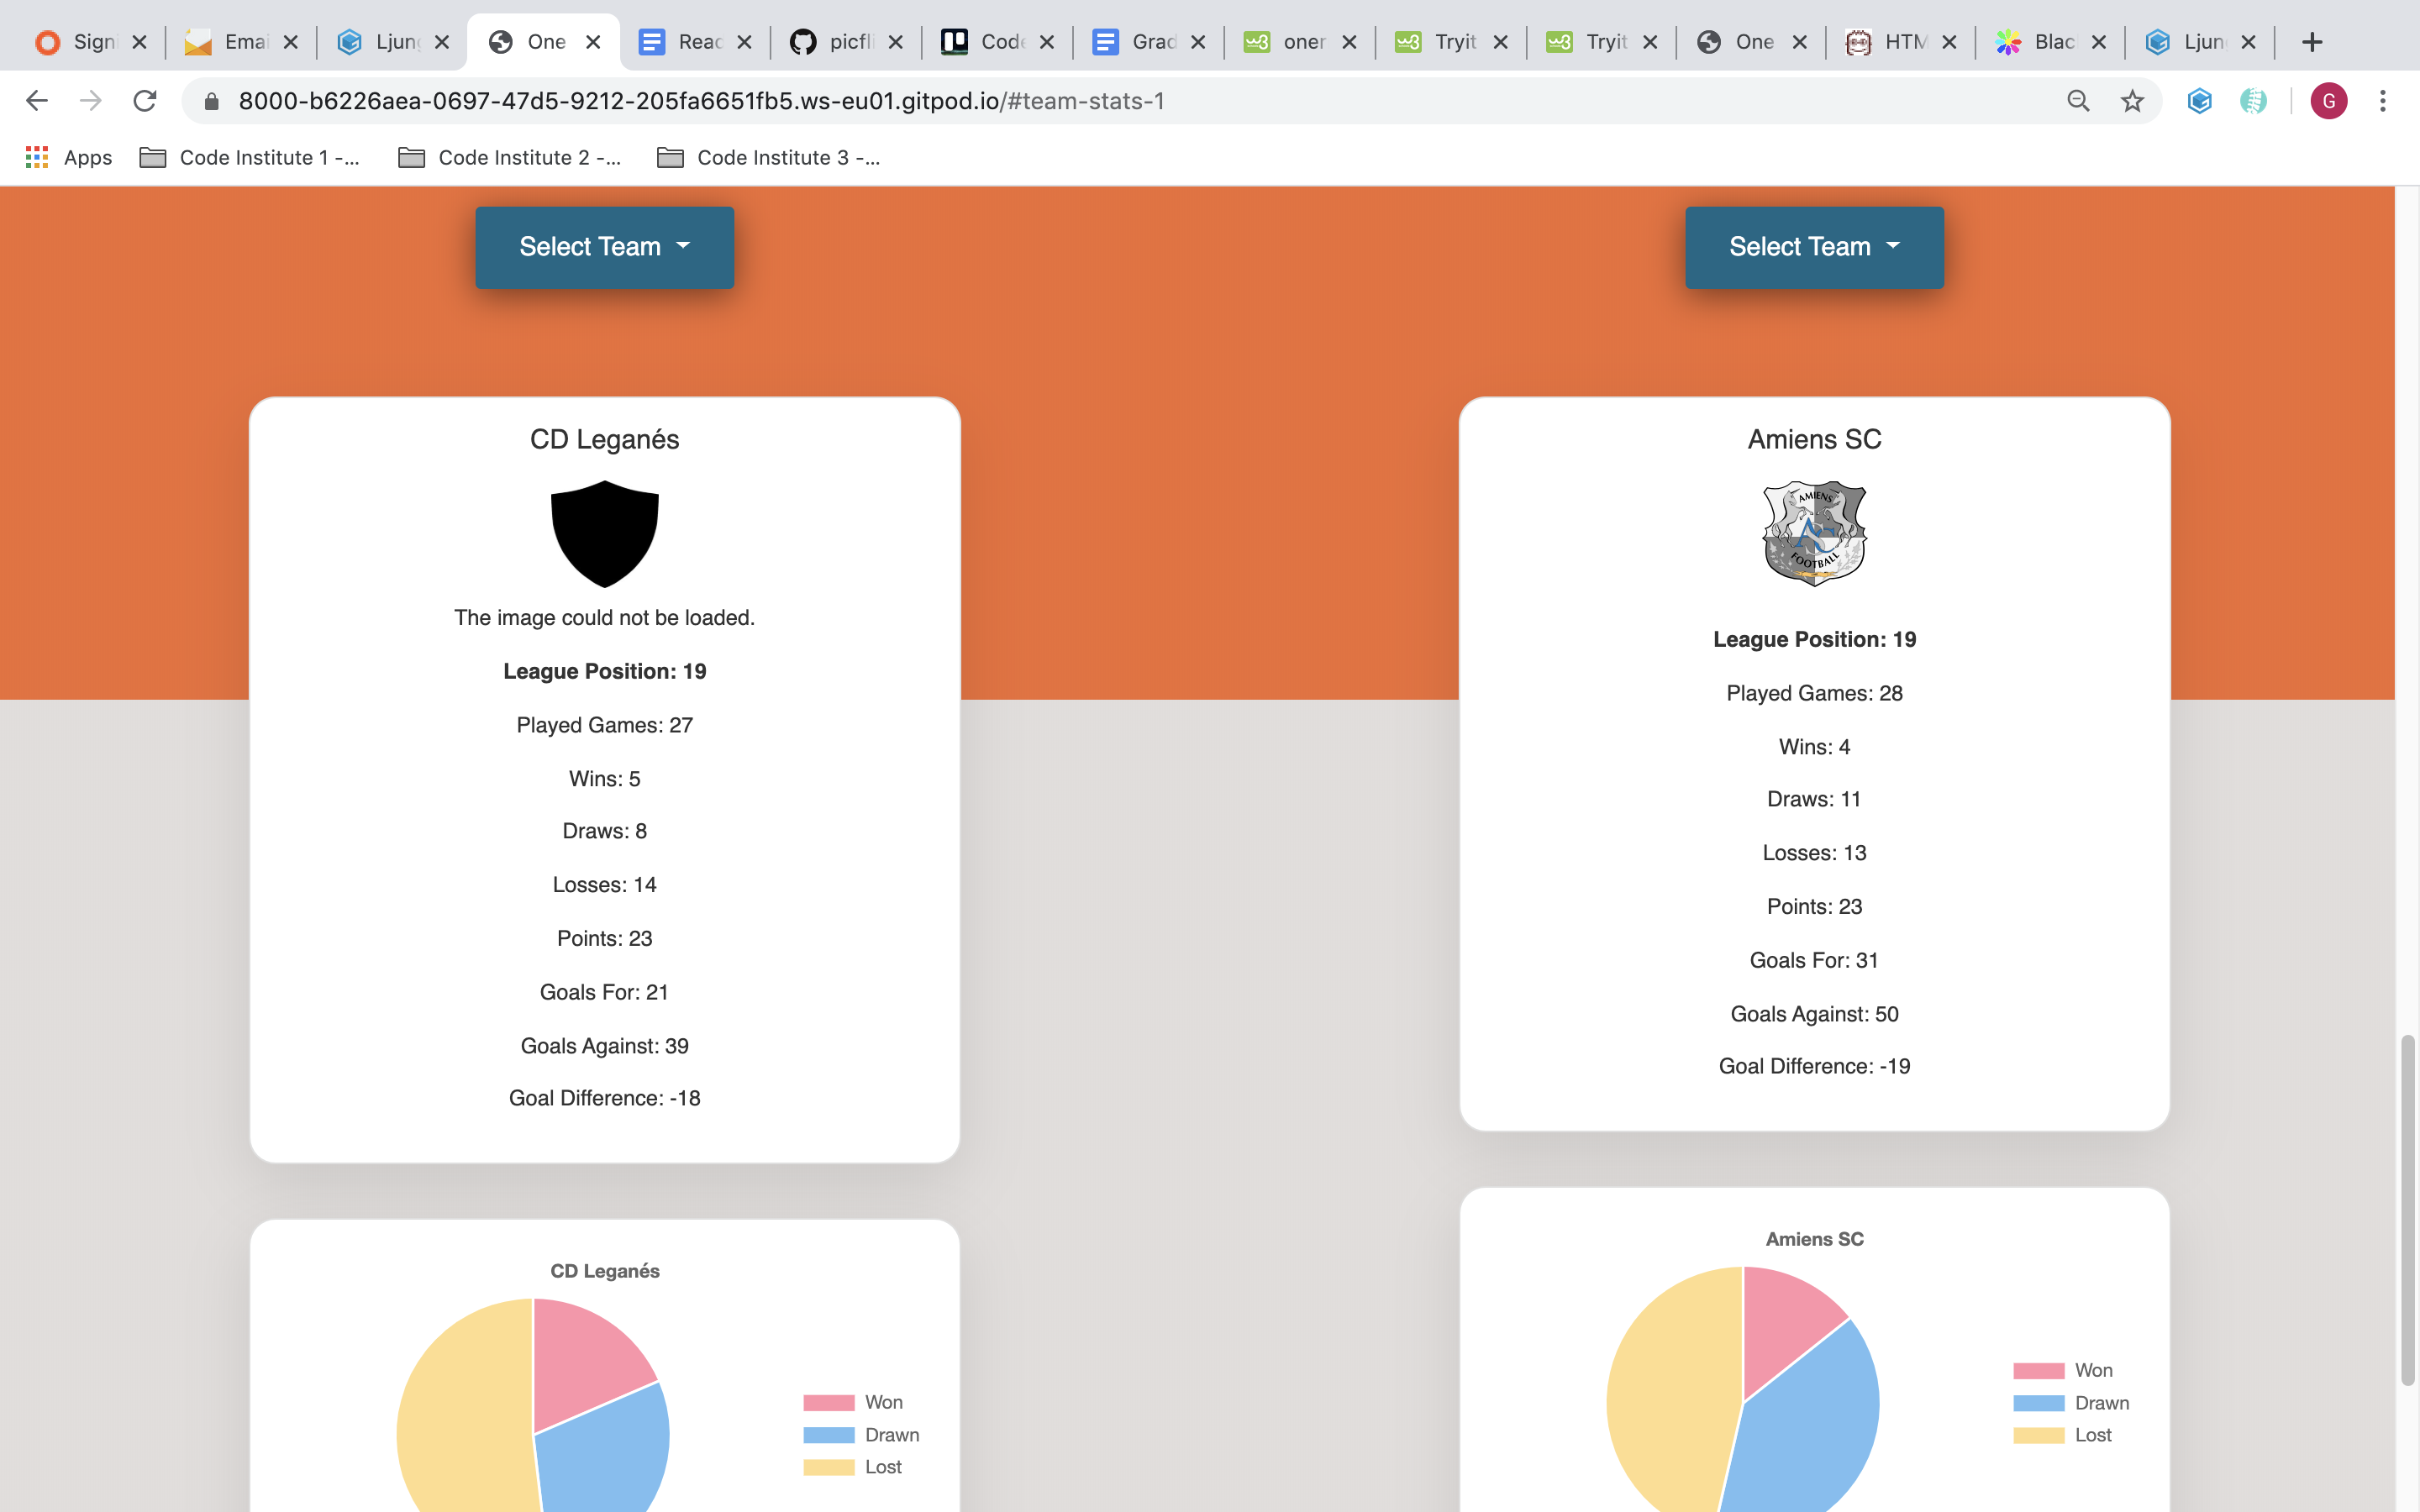 Signi
Emai
Ljung
One
Reac
picfli
Code
Grad
oner
Tryit
Tryit
One
HTM
Blac
Ljung
8000-b6226aea-0697-47d5-9212-205fa6651fb5.ws-eu01.gitpod.io/#team-stats-1
G
Apps
Code Institute 1 -...
Code Institute 2 -...
Code Institute 3 -...
Select Team
Select Team
CD Leganés
The image could not be loaded.
League Position: 19
Played Games: 27
Wins: 5
Draws: 8
Losses: 14
Points: 23
Goals For: 21
Goals Against: 39
Goal Difference: -18
Amiens SC
AMIENS
ASC
FOOTBALL
League Position: 19
Played Games: 28
Wins: 4
Draws: 11
Losses: 13
Points: 23
Goals For: 31
Goals Against: 50
Goal Difference: -19
CD Leganés
Won
Drawn
Lost
Amiens SC
Won
Drawn
Lost